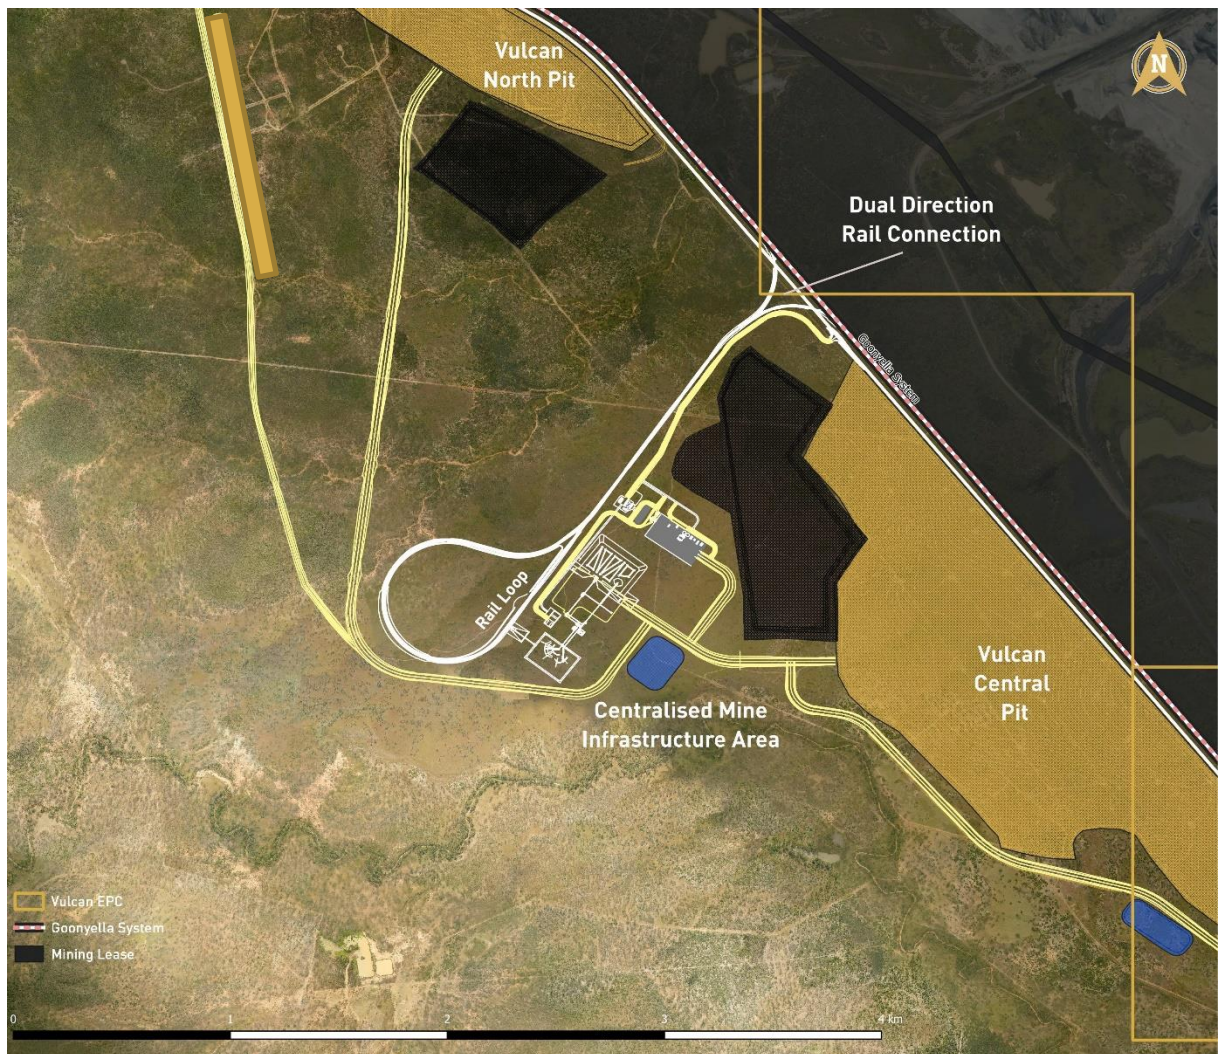 Vulcan
North Pit
N
Dual Direction
Rail Connection
Goonyella System
Rail Loop
Vulcan
Central
Pit
Centralised Mine
Infrastructure Area
Vulcan EPC
Goonyella System
Mining Lease
0
1
2
3
4 km